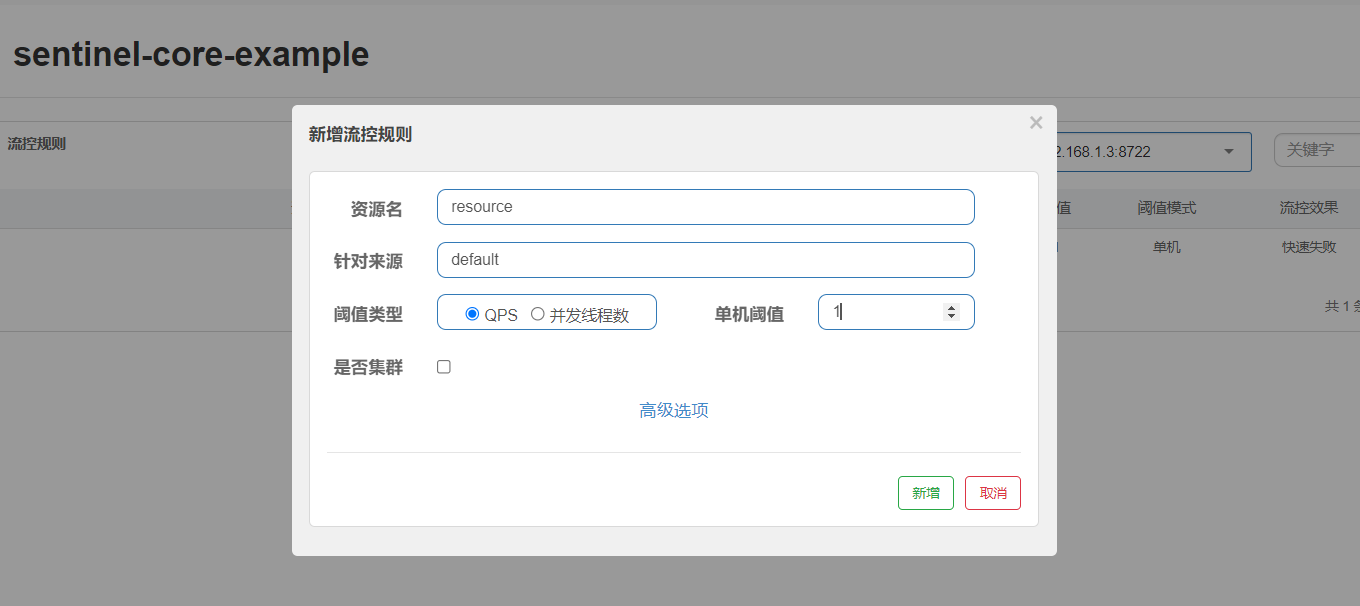 sentinel-core-example
新增流控规则
×
流控规则
2.168.1.3:8722
关键字
资源名
resource
值
阈值模式
流控效果
针对来源
default
单机
快速失败
阈值类型
QPS
并发线程数
单机阈值
1
共 1 条
是否集群
高级选项
新增
取消